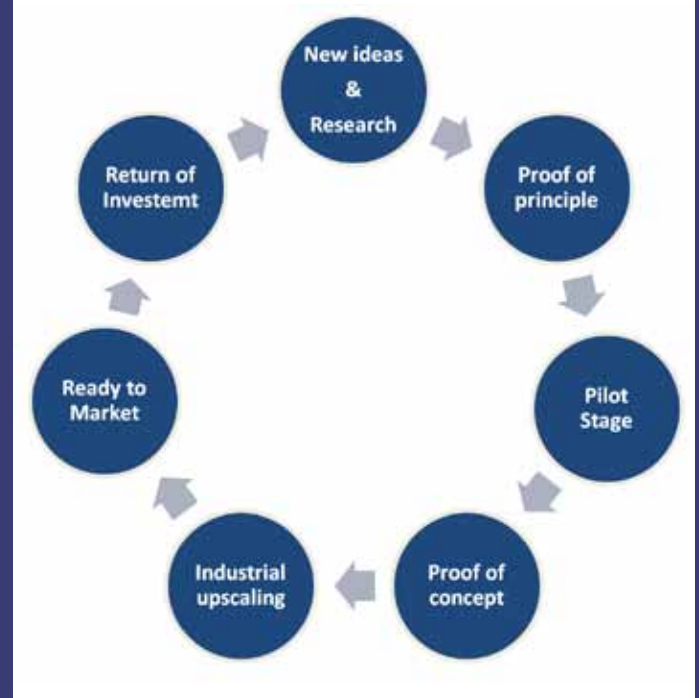 New ideas
&
Research
Proof of
principle
Pilot
Stage
Proof of
concept
Industrial
upscaling
Ready to
Market
Return of
Investemt